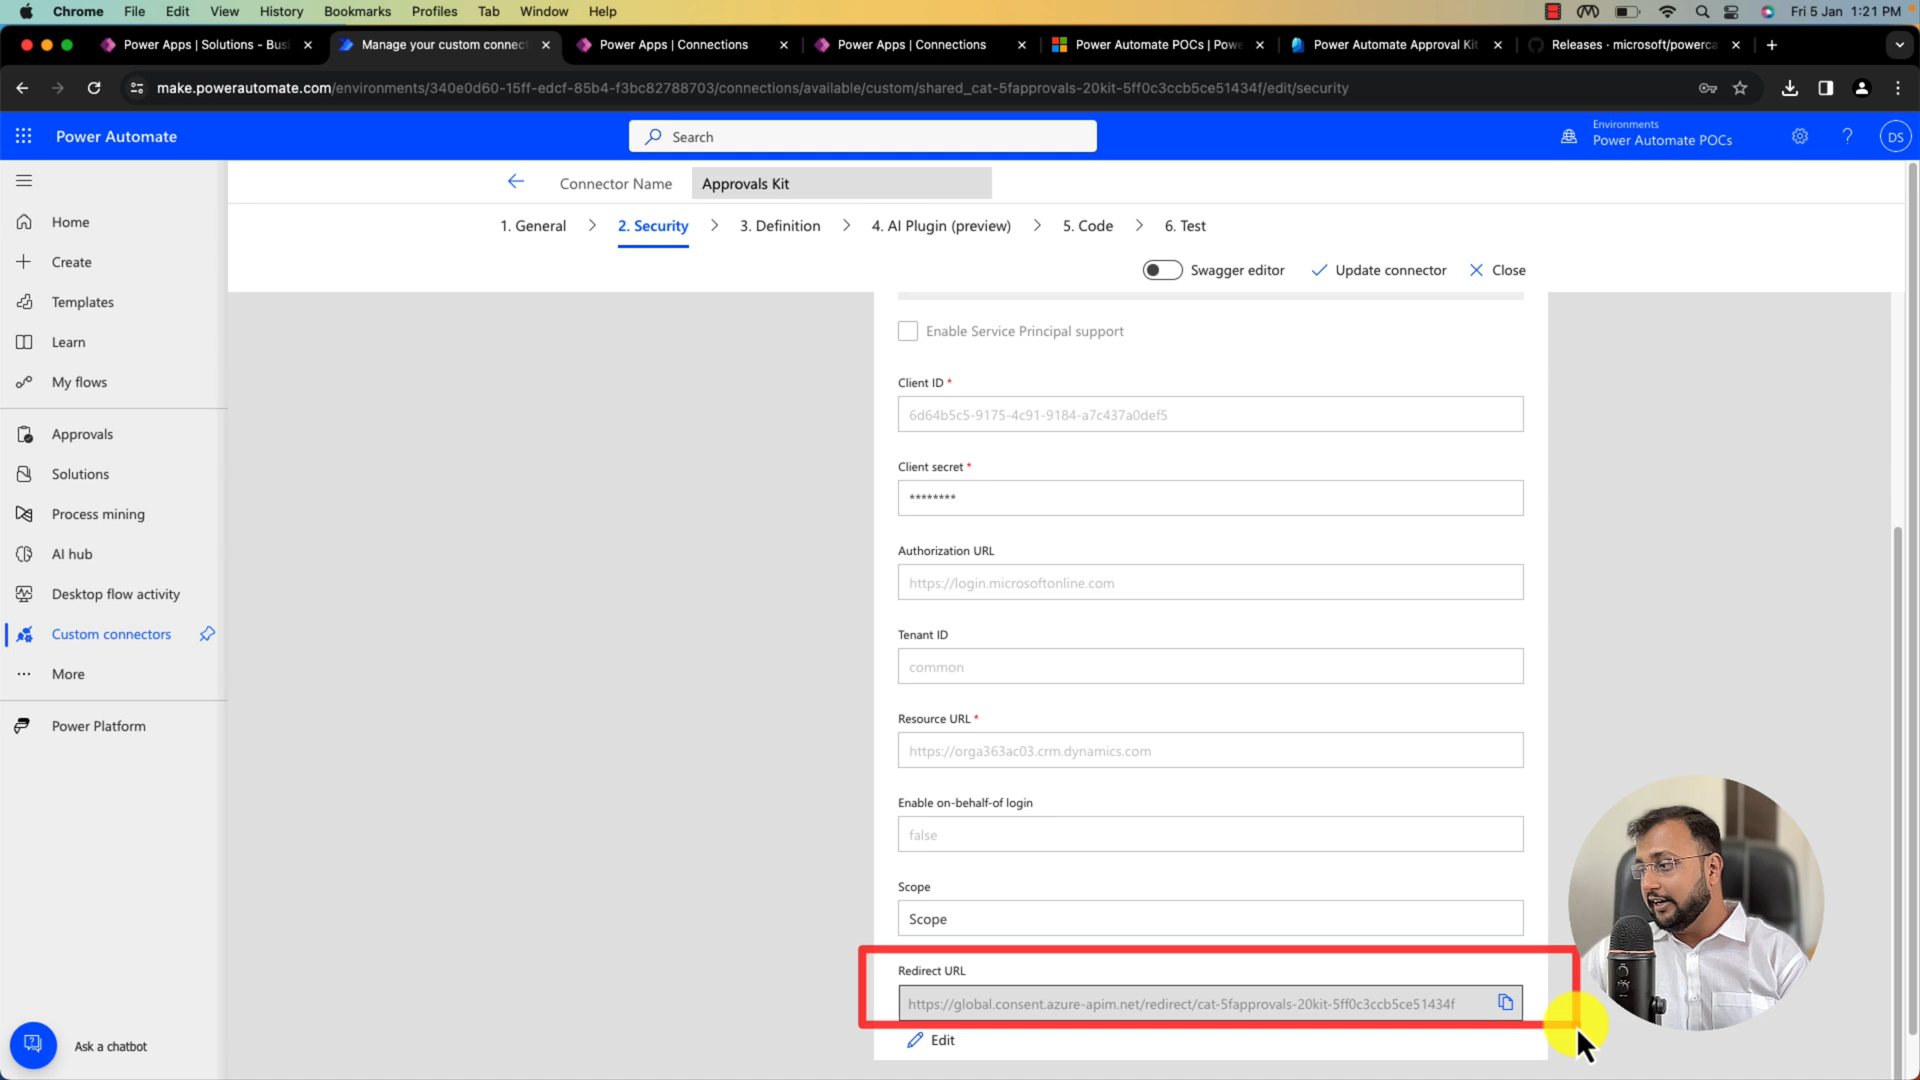 Chrome File Edit View History Bookmarks Profiles Tab Window Help Fri 5 Jan 1:21 PM
Power Apps | Solutions - Busi Manage your custom connect Power Apps | Connections Power Apps | Connections Power Automate POCs | Powe Power Automate Approval Kit Releases · microsoft/powerca
make.powerautomate.com/environments/340e0d60-15ff-edcf-85b4-f3bc82788703/connections/available/custom/shared_cat-5fapprovals-20kit-5ff0c3ccb5ce51434f/edit/security
Power Automate Search Environments
Power Automate POCs ? DS
Connector Name Approvals Kit
1. General 2. Security 3. Definition 4. AI Plugin (preview) 5. Code 6. Test
Swagger editor Update connector Close
Home
Create
Templates
Learn
My flows
Approvals
Solutions
Process mining
AI hub
Desktop flow activity
Custom connectors
More
Power Platform
Ask a chatbot
Enable Service Principal support
Client ID *
6d64b5c5-9175-4c91-9184-a7c437a0def5
Client secret *
********
Authorization URL
https://login.microsoftonline.com
Tenant ID
common
Resource URL *
https://orga363ac03.crm.dynamics.com
Enable on-behalf-of login
false
Scope
Scope
Redirect URL
https://global.consent.azure-apim.net/redirect/cat-5fapprovals-20kit-5ff0c3ccb5ce51434f
Edit